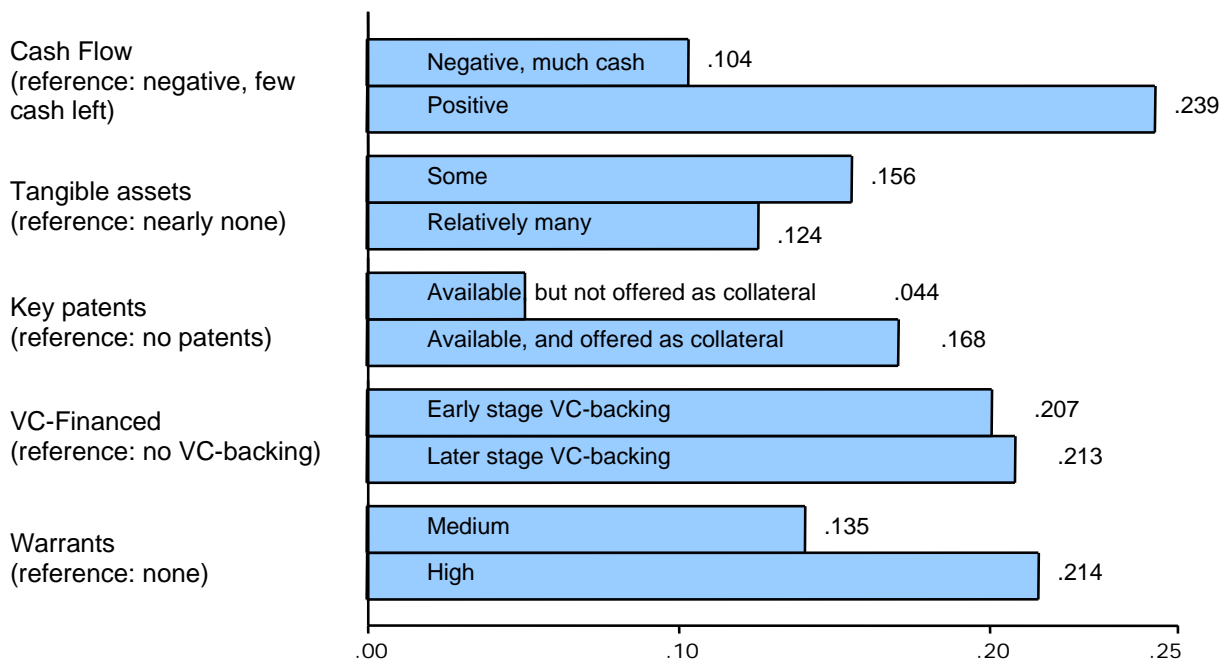 Cash Flow
(reference: negative, few
cash left)
Negative, much cash .104
Positive .239
Tangible assets
(reference: nearly none)
Some .156
Relatively many .124
Key patents
(reference: no patents)
Available, but not offered as collateral .044
Available, and offered as collateral .168
VC-Financed
(reference: no VC-backing)
Early stage VC-backing .207
Later stage VC-backing .213
Warrants
(reference: none)
Medium .135
High .214
.00 .10 .20 .25